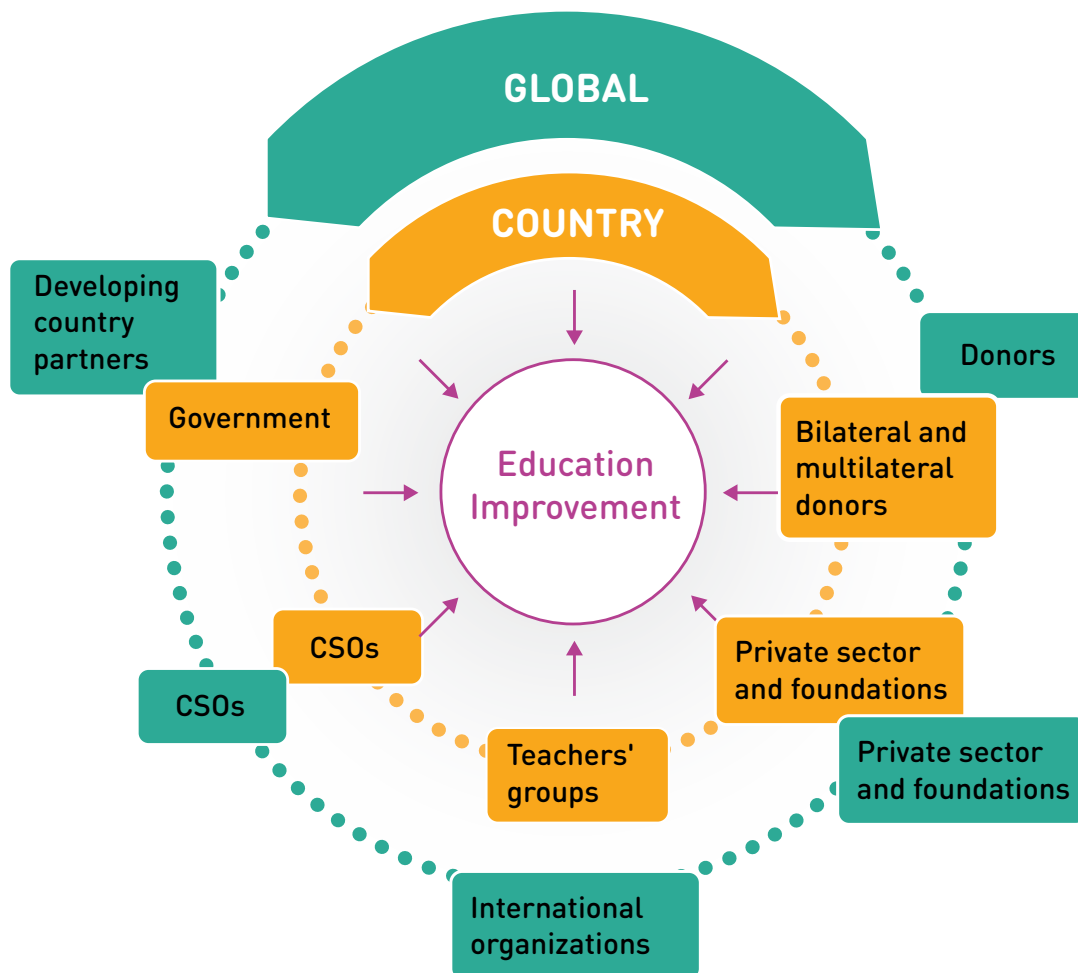 GLOBAL
COUNTRY
Developing
country
partners
Government
Donors
Bilateral and
multilateral
donors
Education
Improvement
CSOs
CSOs
Private sector
and foundations
Private sector
and foundations
Teachers'
groups
International
organizations